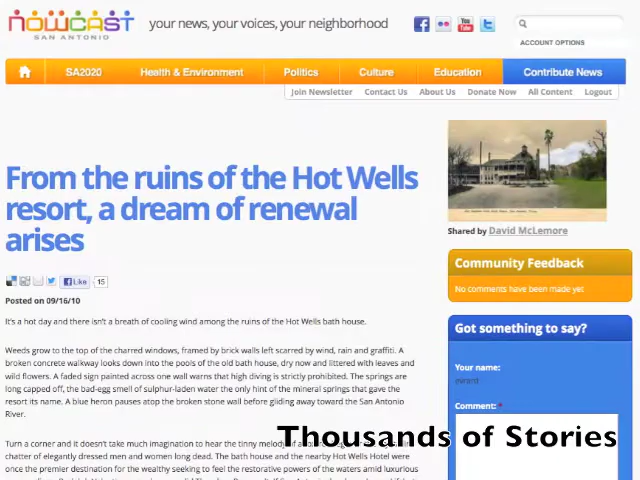 nowcast
SAN ANTONIO
your news, your voices, your neighborhood
ACCOUNT OPTIONS
SA2020 Health & Environment Politics Culture Education Contribute News
Join Newsletter Contact Us About Us Donate Now All Content Logout
From the ruins of the Hot Wells
resort, a dream of renewal
arises
Like 15
Posted on 09/16/10
It's a hot day and there isn't a breath of cooling wind among the ruins of the Hot Wells bath house.
Weeds grow to the top of the charred windows, framed by brick walls left scarred by wind, rain and graffiti. A
broken concrete walkway looks down into the pools of the old bath house, dry now and littered with leaves and
wild flowers. A faded sign painted across one wall warns that high diving is strictly prohibited. The springs are
long capped off, the bad-egg smell of sulphur-laden water the only hint of the mineral springs that gave the
resort its name. A blue heron pauses atop the broken stone wall before gliding away toward the San Antonio
River.
Turn a corner and it doesn't take much imagination to hear the tiny melody of
chatter of elegantly dressed men and women long dead. The bath house and the nearby Hot Wells Hotel were
once the premier destination for the wealthy seeking to feel the restorative powers of the waters amid luxurious
Shared by David McLemore
Community Feedback
No comments have been made yet
Got something to say?
Your name:
Comment: *
Thousands of Stories